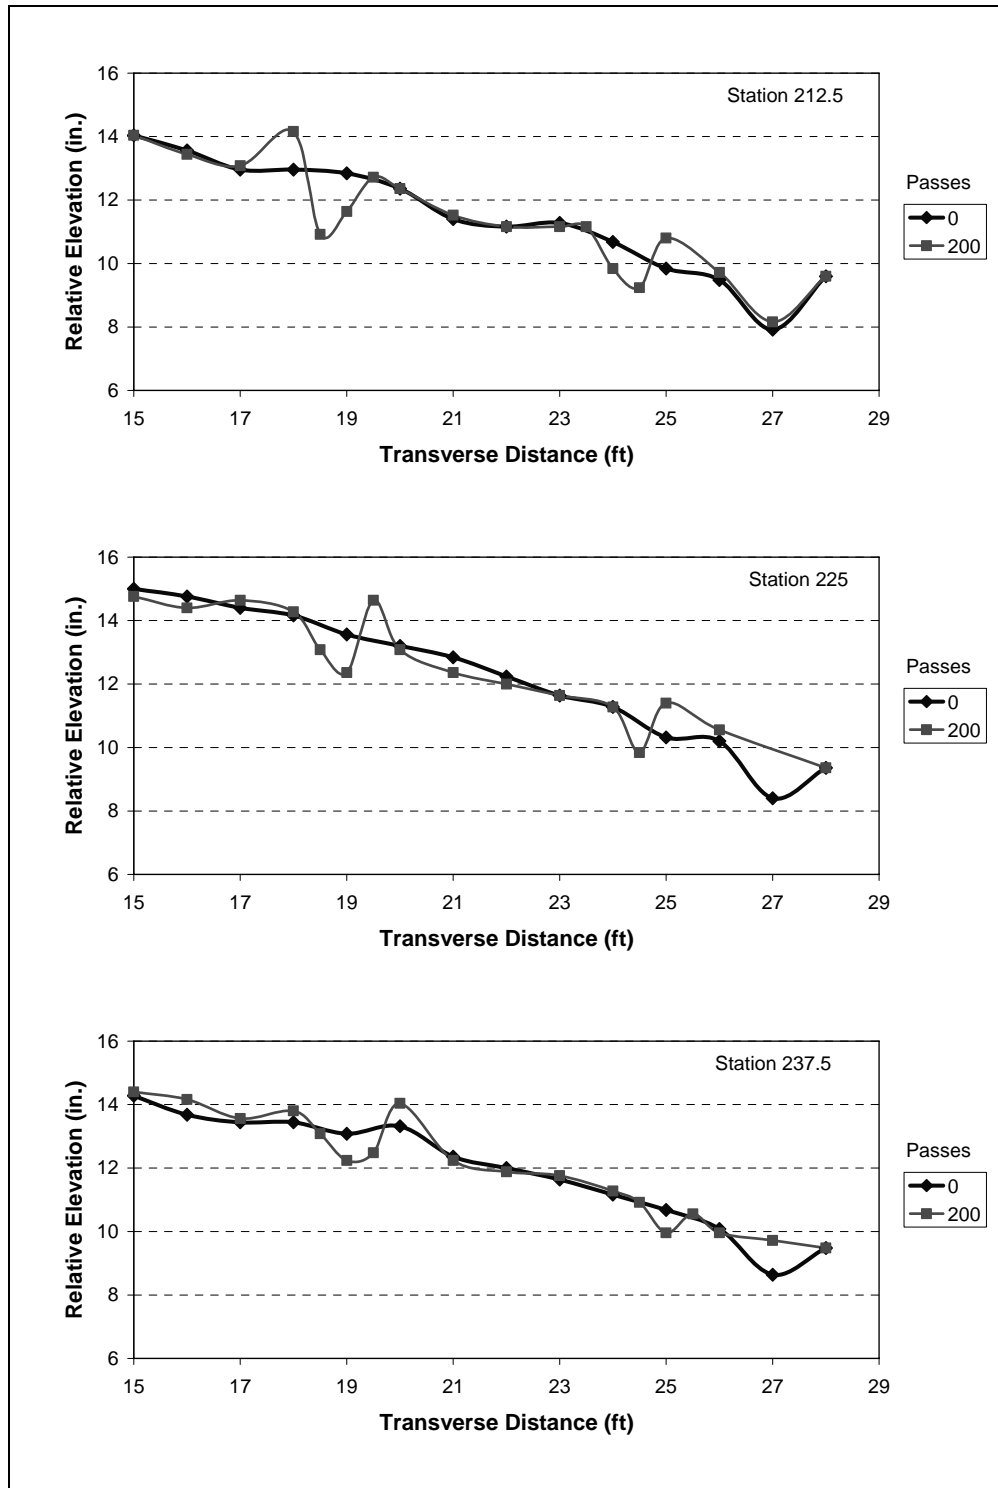 16
14
12
10
8
6
Relative Elevation (in.)
Station 212.5
Passes
0
200
15 17 19 21 23 25 27 29
Transverse Distance (ft)
16
14
12
10
8
6
Relative Elevation (in.)
Station 225
Passes
0
200
15 17 19 21 23 25 27 29
Transverse Distance (ft)
16
14
12
10
8
6
Relative Elevation (in.)
Station 237.5
Passes
0
200
15 17 19 21 23 25 27 29
Transverse Distance (ft)